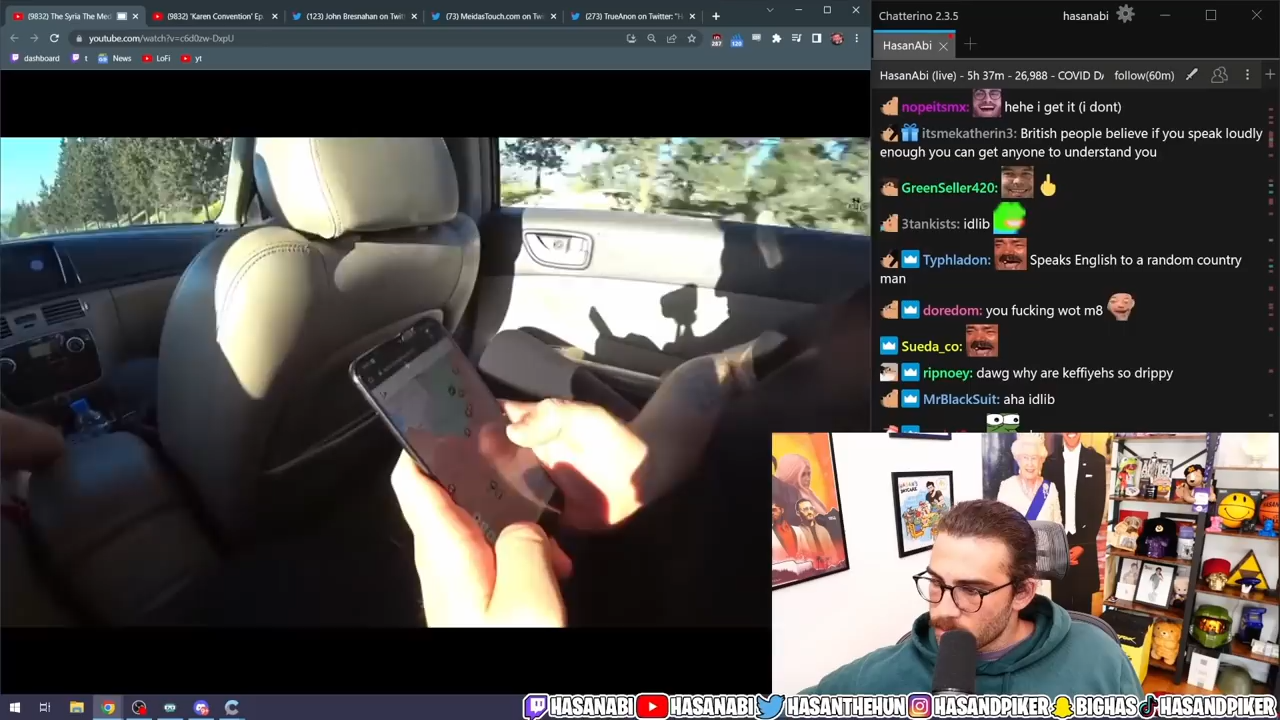 (9832) The Syria The Med
(9832) 'Karen Convention' Ep.
(123) John Bresnahan on Twit
(73) MeidasTouch.com on Twi
(273) TrueAnon on Twitter: "H
youtube.com/watch?v=c6d0zw-DxpU
287
120
dashboard
t
News
LoFi
yt
Chatterino 2.3.5
hasanabi
HasanAbi
HasanAbi (live) - 5h 37m - 26,988 - COVID DA
follow(60m)
nopeitsmx: hehe i get it (i dont)
itsmekatherin3: British people believe if you speak loudly
enough you can get anyone to understand you
GreenSeller420:
3tankists: idlib
Typhladon: Speaks English to a random country
man
doredom: you fucking wot m8
Sueda_co:
ripnoey: dawg why are keffiyehs so drippy
MrBlackSuit: aha idlib
HASANABI
HASANABI
HASANTHEHUN
HASANDPIKER
BIGHAS
HASANDPIKER